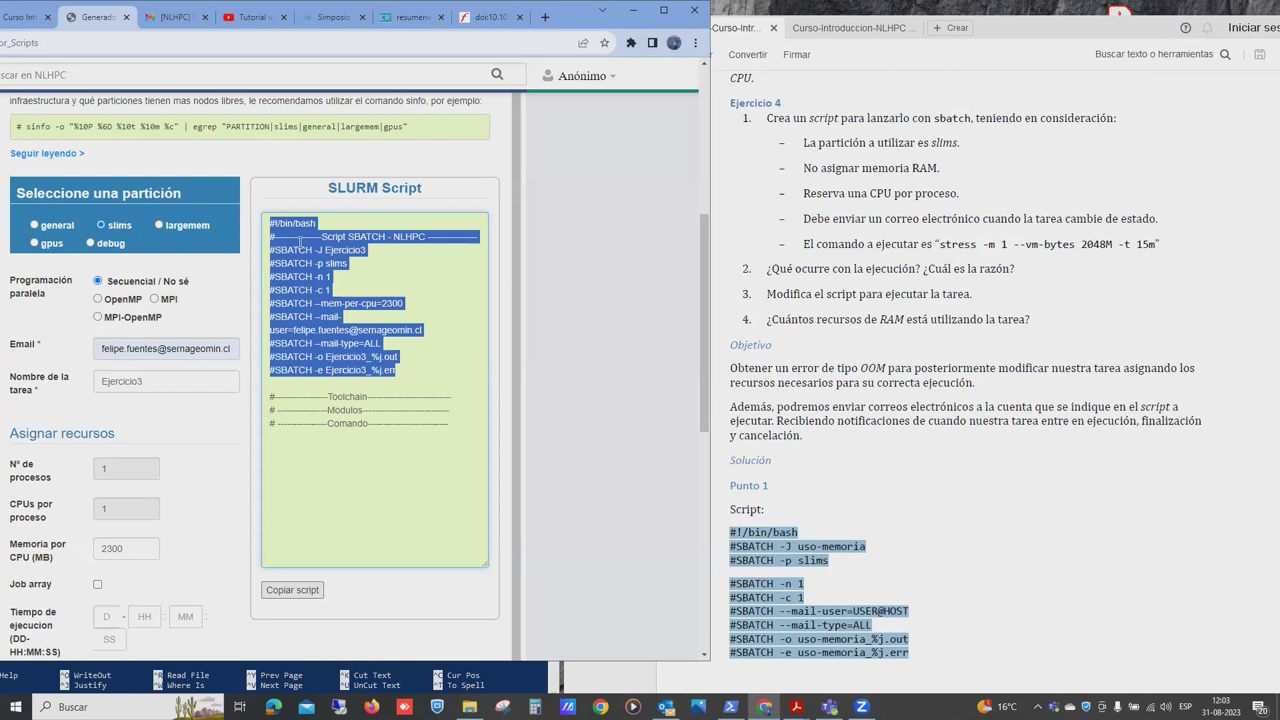 Curso Int
Generado
[NLHPC] /
Tutorial u
Simposio
resumene
doi:10.10
or_Scripts
scar en NLHPC
Anónimo
infraestructura y qué particiones tienen mas nodos libres, le recomendamos utilizar el comando sinfo, por ejemplo:
# sinfo -o "%10P %6D %10t %10m %c" | egrep "PARTITION|slims|general|largemem|gpus"
Seguir leyendo >
Seleccione una partición
general
slims
largemem
gpus
debug
Programación paralela
Secuencial / No sé
OpenMP
MPI
MPI-OpenMP
Email
felipe.fuentes@sernageomin.cl
Nombre de la tarea *
Ejercicio3
Asignar recursos
Nº de procesos
1
CPUs por proceso
1
Memoria por CPU (MB)
2300
Job array
Tiempo de ejecucion (DD-HH:MM:SS)
D
-
HH
:
MM
:
SS
SLURM Script
#!/bin/bash
#---------------Script SBATCH - NLHPC ----------------
#SBATCH -J Ejercicio3
#SBATCH -p slims
#SBATCH -n 1
#SBATCH -c 1
#SBATCH --mem-per-cpu=2300
#SBATCH --mail-
user=felipe.fuentes@sernageomin.cl
#SBATCH --mail-type=ALL
#SBATCH -o Ejercicio3_%j.out
#SBATCH -e Ejercicio3_%j.err
#-----------------Toolchain---------------------------
# ----------------Modulos----------------------------
# ----------------Comando--------------------------
Copiar script
Help
^O WriteOut
^R Read File
^Y Prev Page
^K Cut Text
^C Cur Pos
^J Justify
^W Where Is
^V Next Page
^U UnCut Text
^T To Spell
Curso-Intr...
Curso-Introduccion-NLHPC ...
+ Crear
Iniciar ses
Convertir
Firmar
Buscar texto o herramientas
CPU.
Ejercicio 4
1. Crea un script para lanzarlo con sbatch, teniendo en consideración:
− La partición a utilizar es slims.
− No asignar memoria RAM.
− Reserva una CPU por proceso.
− Debe enviar un correo electrónico cuando la tarea cambie de estado.
− El comando a ejecutar es “stress -m 1 --vm-bytes 2048M -t 15m”
2. ¿Qué ocurre con la ejecución? ¿Cuál es la razón?
3. Modifica el script para ejecutar la tarea.
4. ¿Cuántos recursos de RAM está utilizando la tarea?
Objetivo
Obtener un error de tipo OOM para posteriormente modificar nuestra tarea asignando los
recursos necesarios para su correcta ejecución.
Además, podremos enviar correos electrónicos a la cuenta que se indique en el script a
ejecutar. Recibiendo notificaciones de cuando nuestra tarea entre en ejecución, finalización
y cancelación.
Solución
Punto 1
Script:
#!/bin/bash
#SBATCH -J uso-memoria
#SBATCH -p slims
#SBATCH -n 1
#SBATCH -c 1
#SBATCH --mail-user=USER@HOST
#SBATCH --mail-type=ALL
#SBATCH -o uso-memoria_%j.out
#SBATCH -e uso-memoria_%j.err
Buscar
16°C
ESP
12:03
31-08-2023